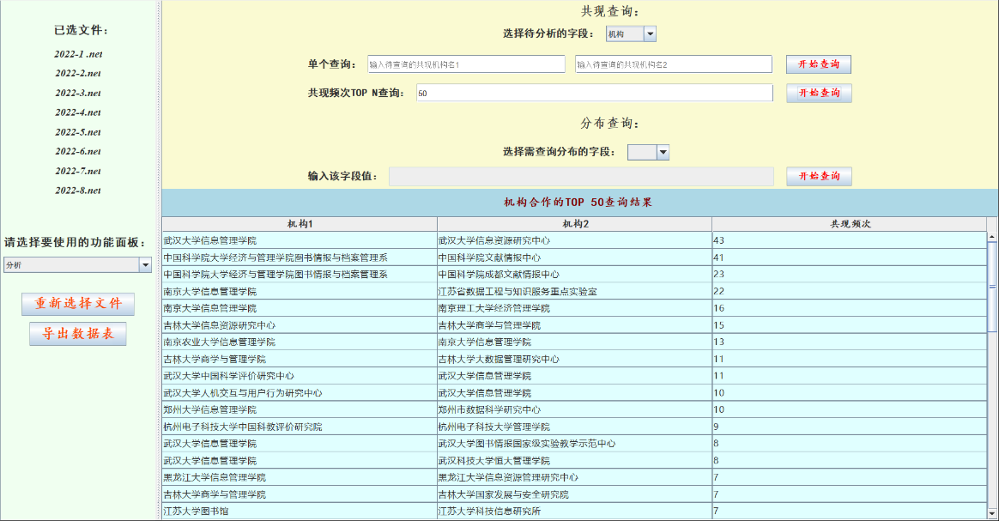 已选文件:
2022-1 .net
2022-2.net
2022-3.net
2022-4.net
2022-5.net
2022-6.net
2022-7.net
2022-8.net
请选择要使用的功能面板:
分析
重新选择文件
导出数据表
共现查询:
选择待分析的字段: 机构
单个查询: 输入待查询的共现机构名1 输入待查询的共现机构名2 开始查询
共现频次TOP N查询: 50 开始查询
分布查询:
选择需查询分布的字段:
输入该字段值: 开始查询
机构合作的TOP 50查询结果
机构1 机构2 共现频次
武汉大学信息管理学院 武汉大学信息资源研究中心 43
中国科学院大学经济与管理学院图书情报与档案管理系 中国科学院文献情报中心 41
中国科学院大学经济与管理学院图书情报与档案管理系 中国科学院成都文献情报中心 23
南京大学信息管理学院 江苏省数据工程与知识服务重点实验室 22
南京大学信息管理学院 南京理工大学经济管理学院 16
吉林大学信息资源研究中心 吉林大学商学与管理学院 15
南京农业大学信息管理学院 南京大学信息管理学院 13
吉林大学商学与管理学院 吉林大学大数据管理研究中心 11
武汉大学中国科学评价研究中心 武汉大学信息管理学院 11
武汉大学人机交互与用户行为研究中心 武汉大学信息管理学院 10
郑州大学信息管理学院 郑州市数据科学研究中心 10
杭州电子科技大学中国科教评价研究院 杭州电子科技大学管理学院 9
武汉大学信息管理学院 武汉大学图书情报国家级实验教学示范中心 8
武汉大学信息管理学院 武汉科技大学恒大管理学院 8
黑龙江大学信息管理学院 黑龙江大学信息资源管理研究中心 7
吉林大学商学与管理学院 吉林大学国家发展与安全研究院 7
江苏大学图书馆 江苏大学科技信息研究所 7